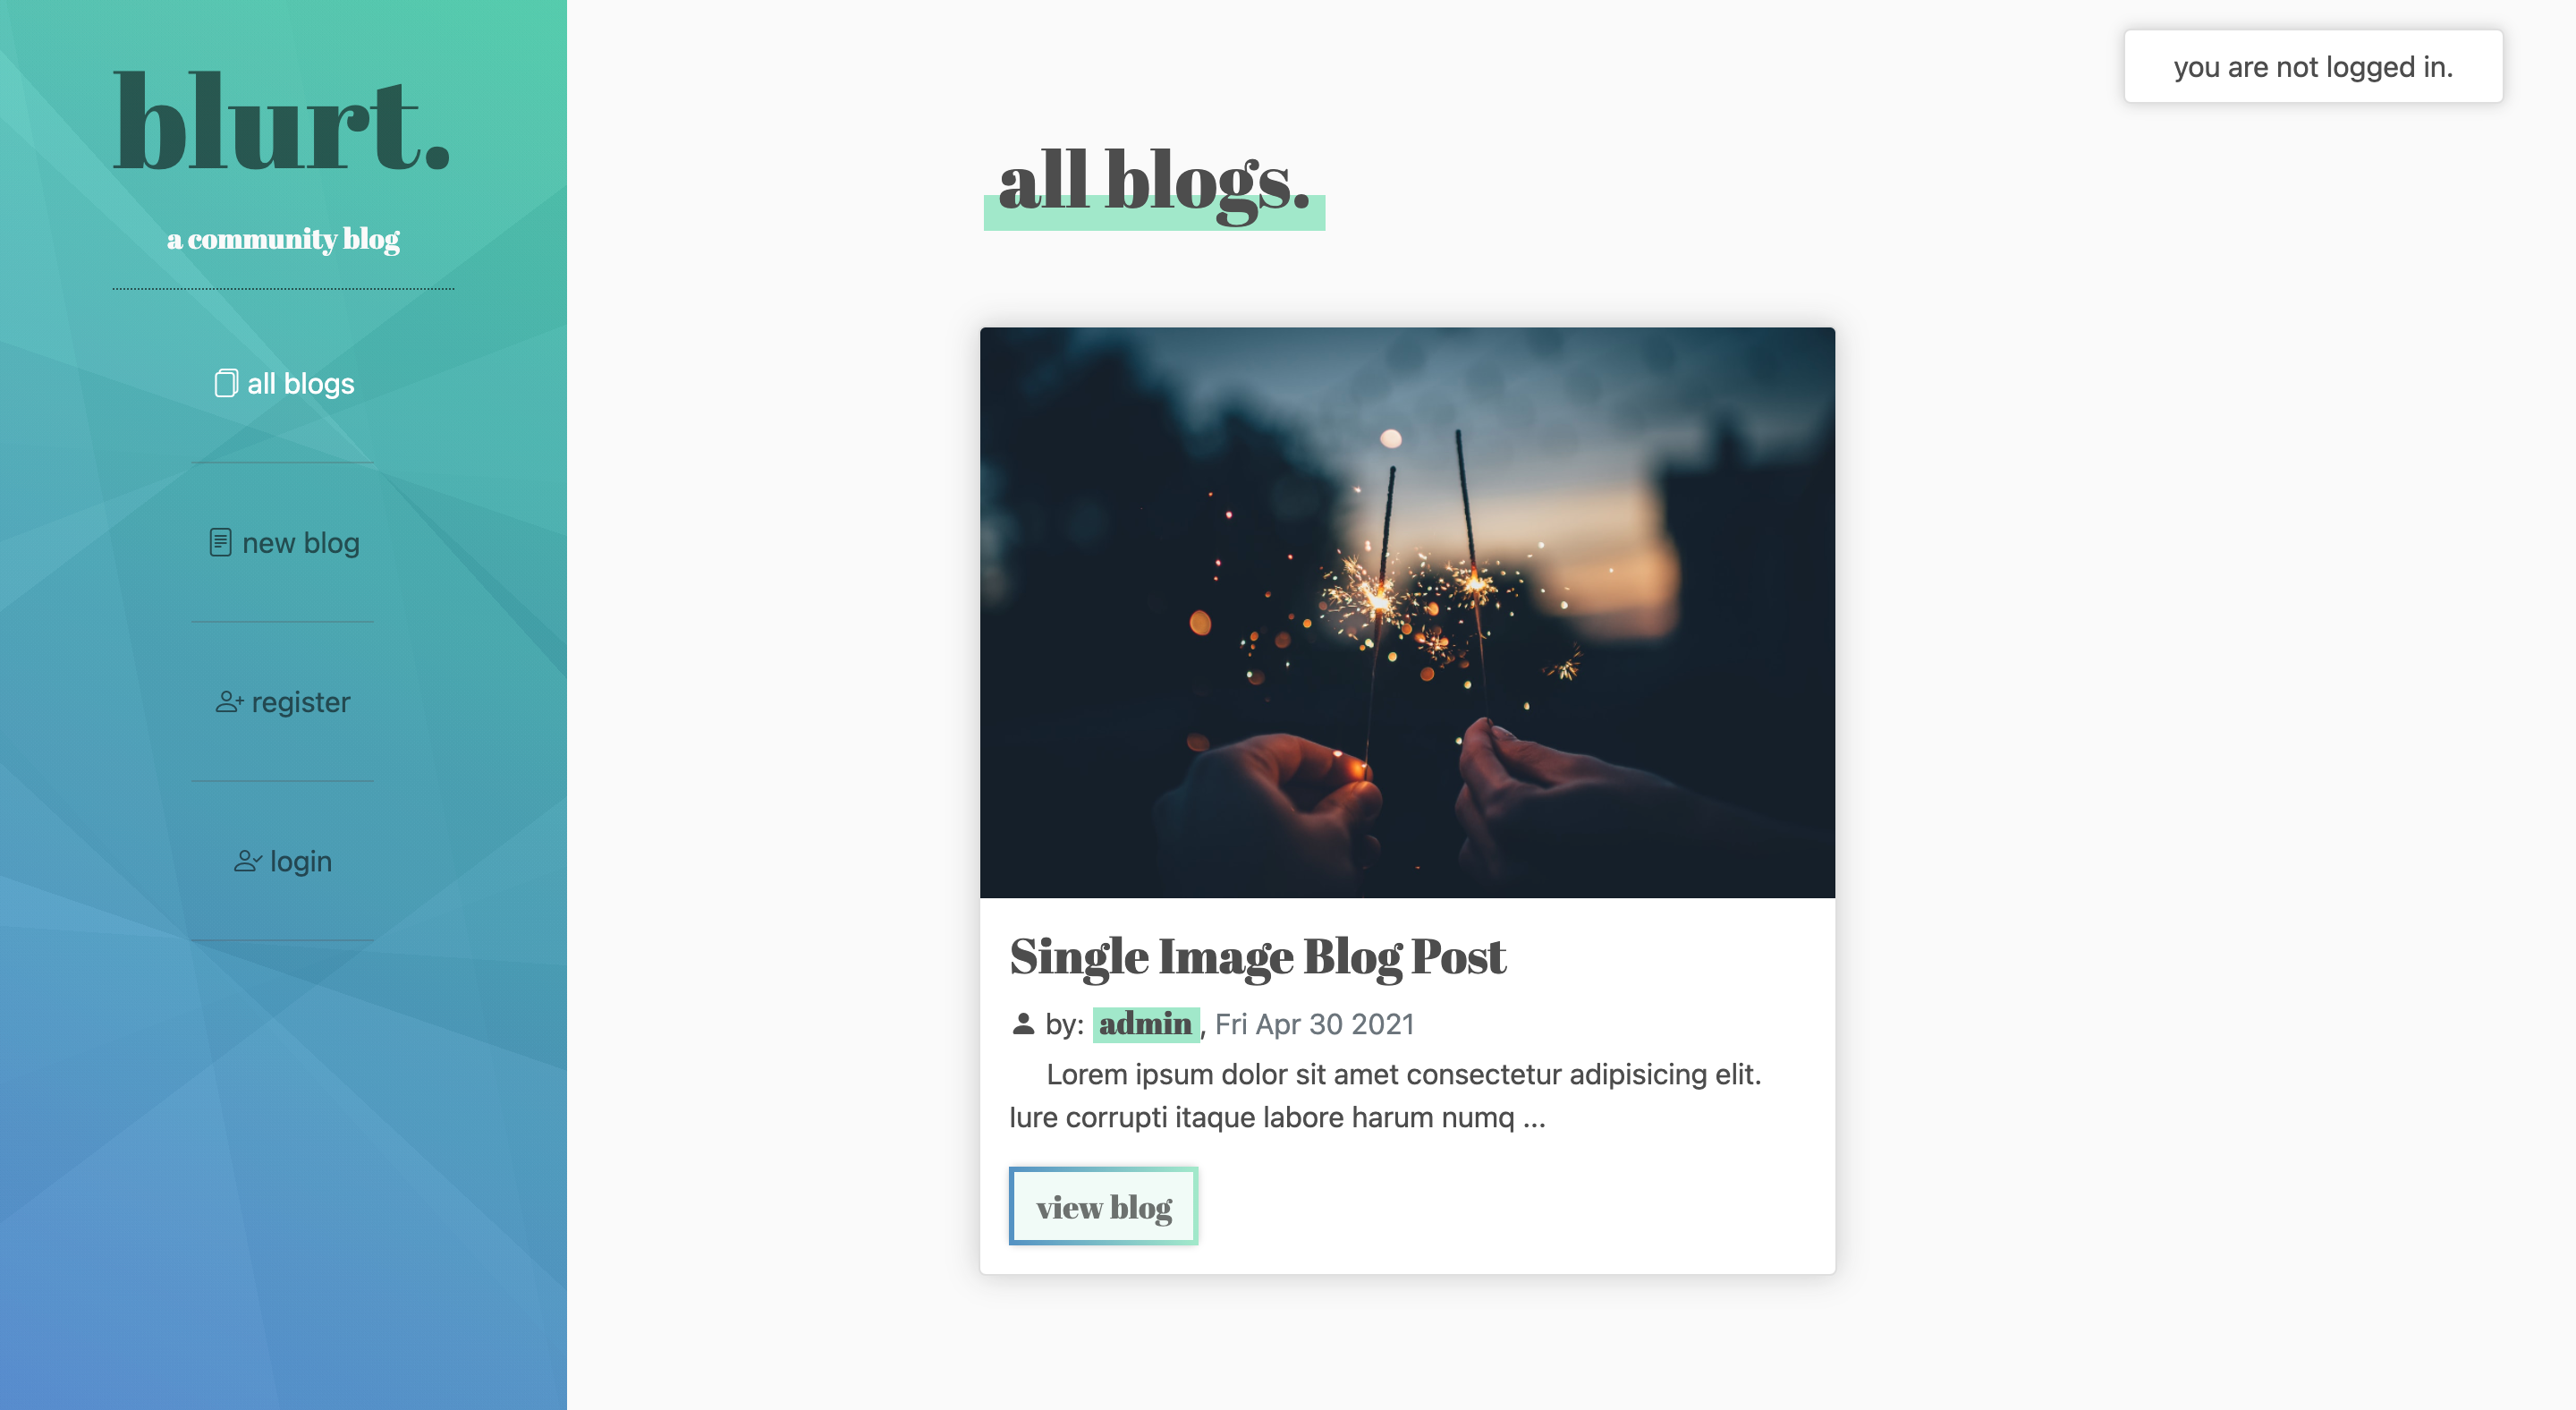 blurt.
a community blog
all blogs
new blog
register
login
you are not logged in.
all blogs.
Single Image Blog Post
by: admin, Fri Apr 30 2021
Lorem ipsum dolor sit amet consectetur adipisicing elit.
Iure corrupti itaque labore harum numq ...
view blog